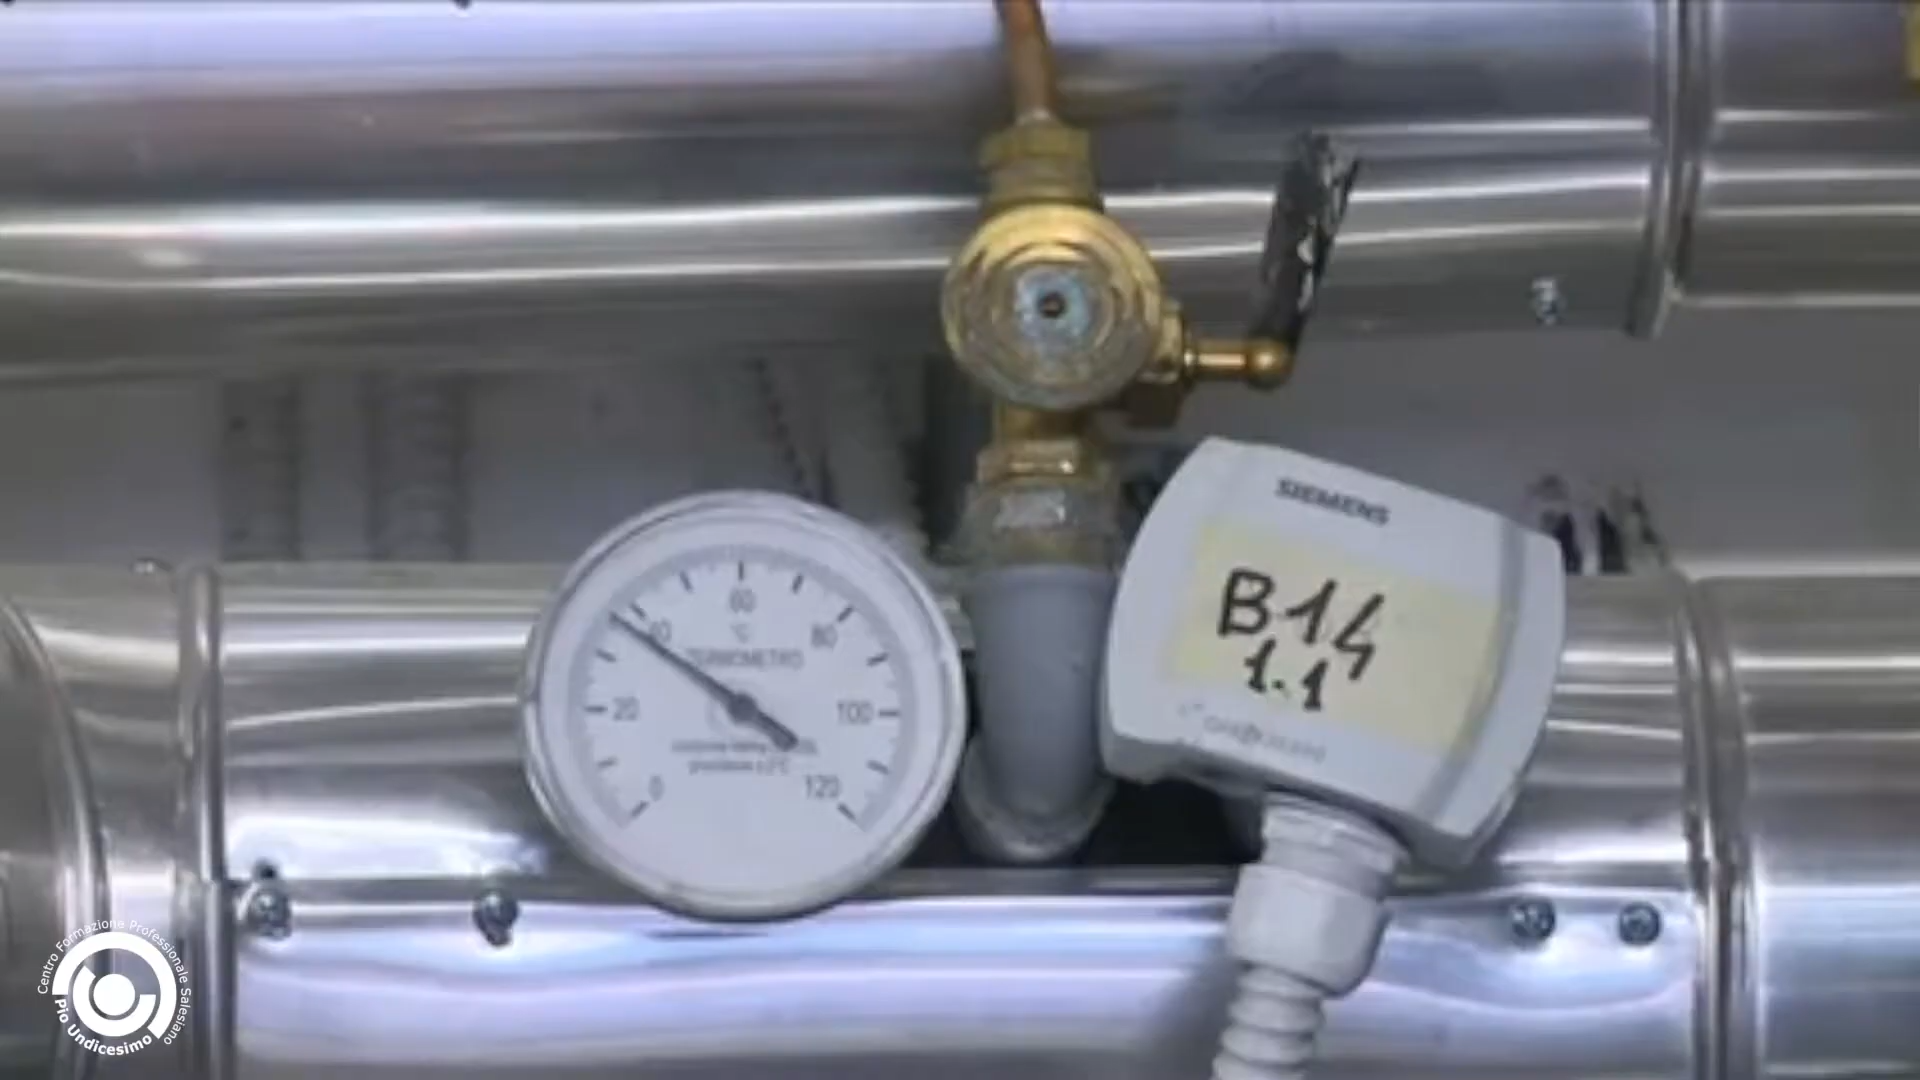 SIEMENS
B14
1.1
60
°C
40
80
TERMOMETRO
20
100
0
120
Centro Formazione Professionale Salesiano
Pio Undicesimo